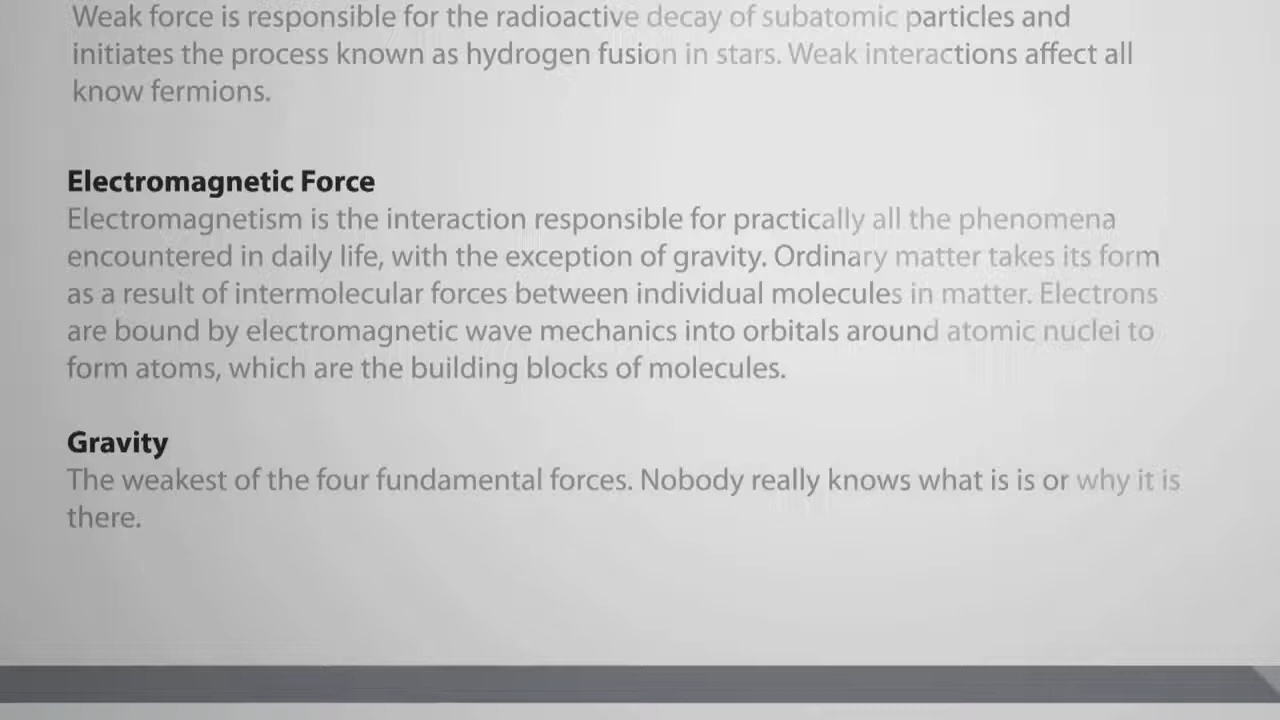 Weak force is responsible for the radioactive decay of subatomic particles and
initiates the process known as hydrogen fusion in stars. Weak interactions affect all
know fermions.
Electromagnetic Force
Electromagnetism is the interaction responsible for practically all the phenomena
encountered in daily life, with the exception of gravity. Ordinary matter takes its form
as a result of intermolecular forces between individual molecules in matter. Electrons
are bound by electromagnetic wave mechanics into orbitals around atomic nuclei to
form atoms, which are the building blocks of molecules.
Gravity
The weakest of the four fundamental forces. Nobody really knows what is is or why it is
there.